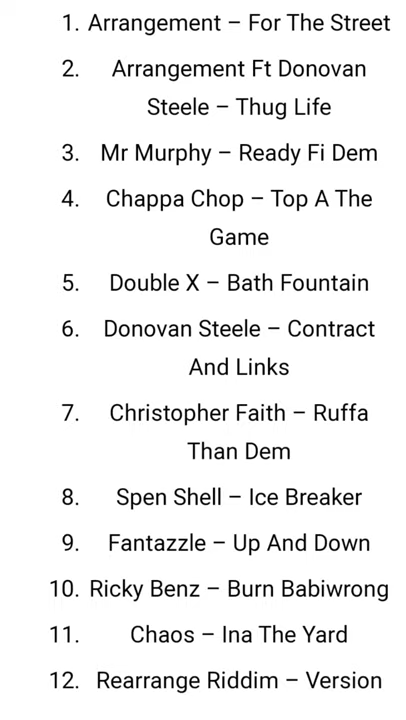 1. Arrangement – For The Street
2. Arrangement Ft Donovan
Steele – Thug Life
3. Mr Murphy – Ready Fi Dem
4. Chappa Chop – Top A The
Game
5. Double X – Bath Fountain
6. Donovan Steele – Contract
And Links
7. Christopher Faith – Ruffa
Than Dem
8. Spen Shell – Ice Breaker
9. Fantazzle – Up And Down
10. Ricky Benz – Burn Babiwrong
11. Chaos – Ina The Yard
12. Rearrange Riddim – Version